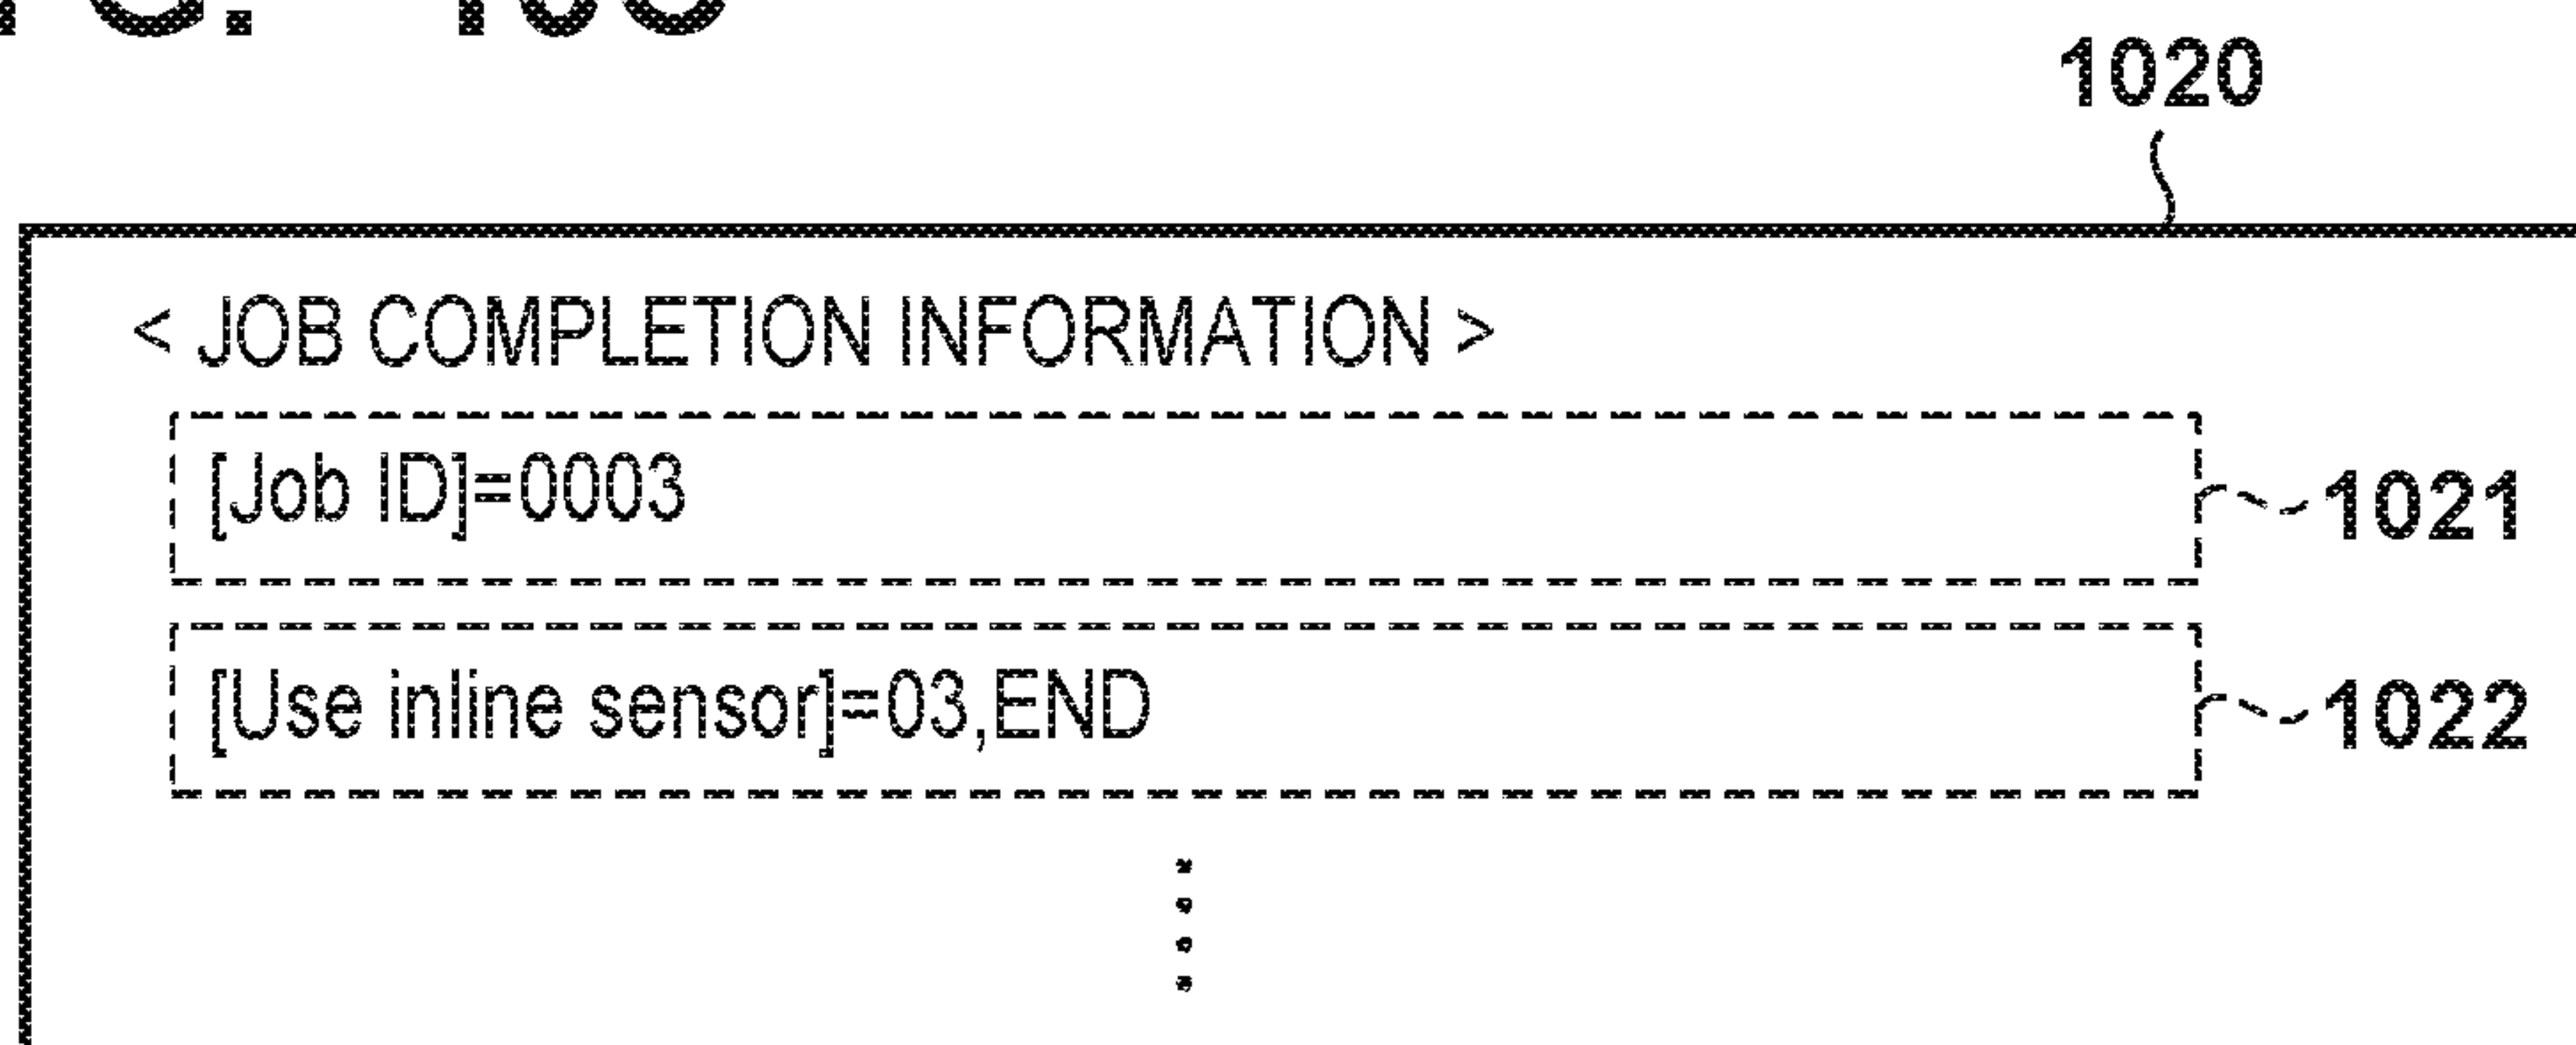 1020
< JOB COMPLETION INFORMATION >
[Job ID]=0003
1021
[Use inline sensor]=03,END
1022